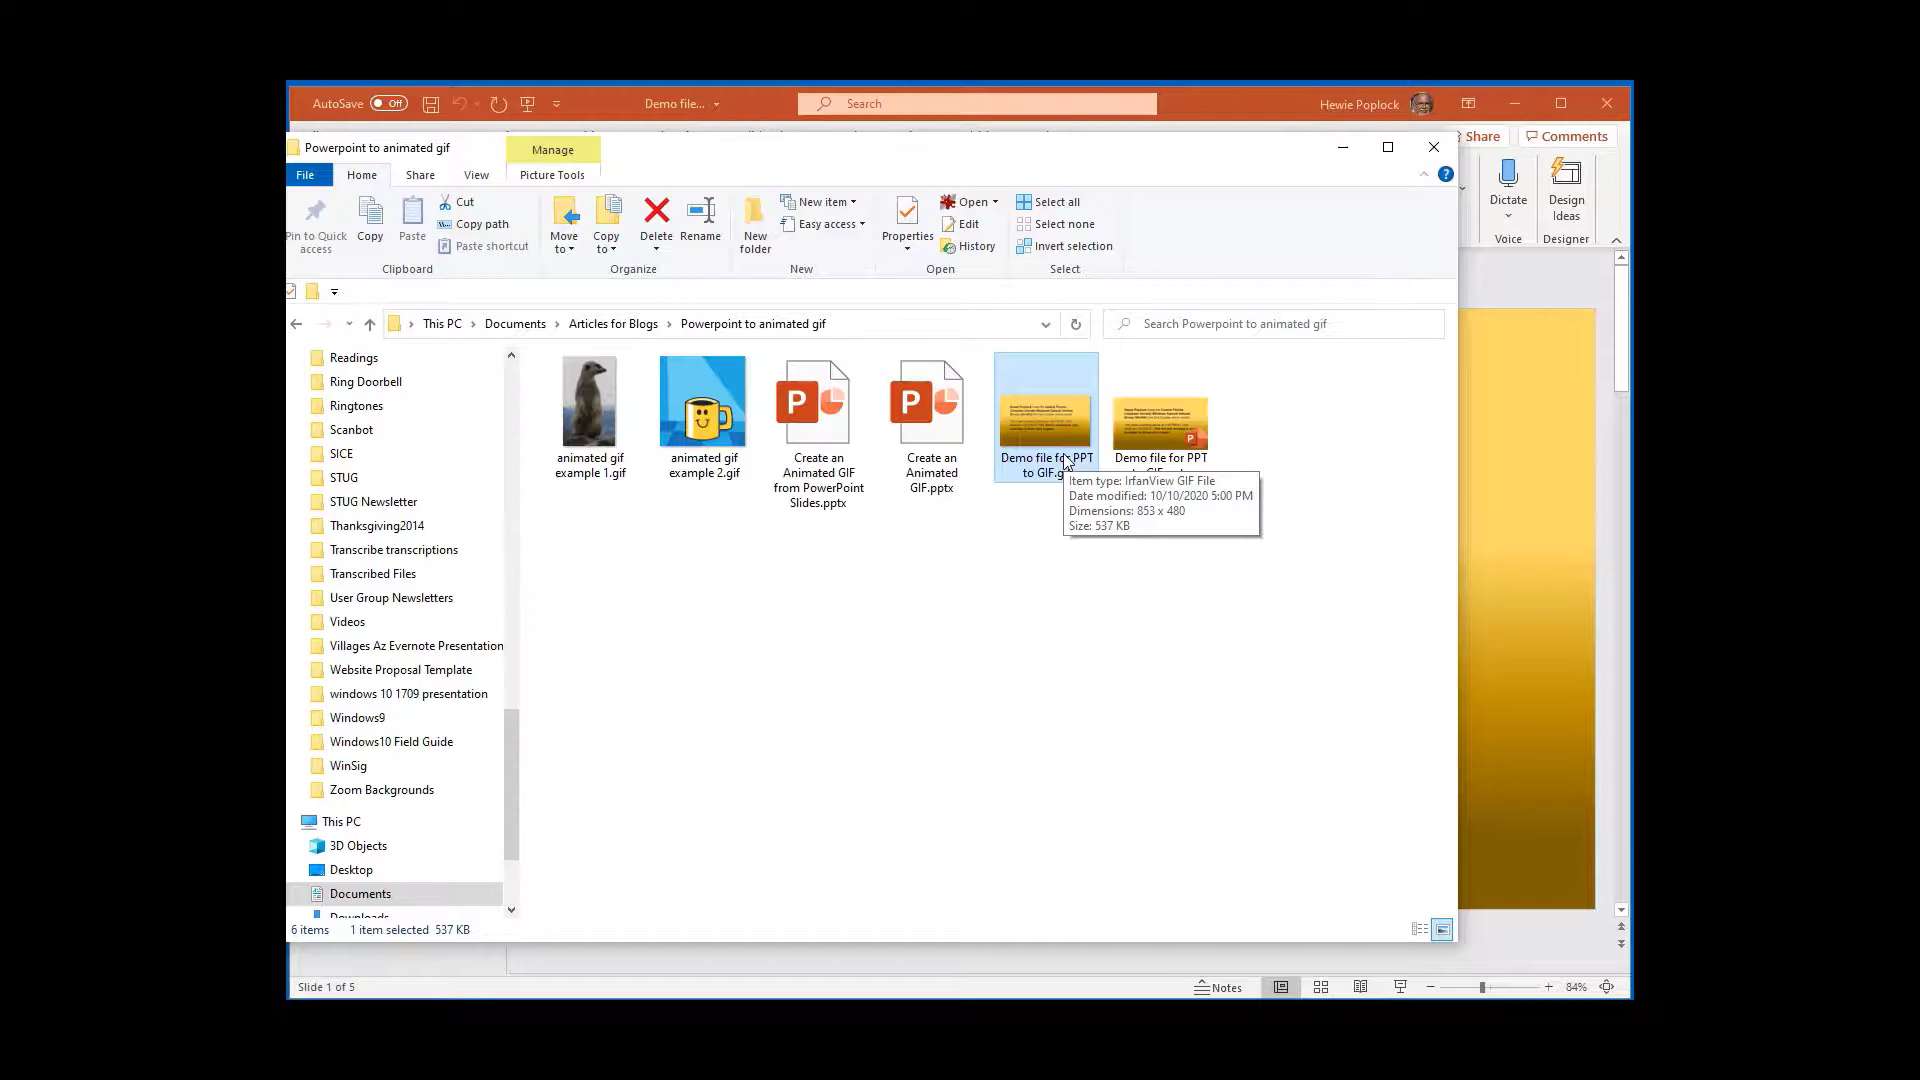 AutoSave Off Demo file... Search Hewie Poplock
Share Comments
Powerpoint to animated gif Manage
File Home Share View Picture Tools
Pin to Quick access
Copy
Paste
Cut
Copy path
Paste shortcut
Clipboard
Move to
Copy to
Delete
Rename
Organize
New folder
New item
Easy access
New
Properties
Open
Edit
History
Open
Select all
Select none
Invert selection
Select
Dictate
Voice
Design Ideas
Designer
This PC > Documents > Articles for Blogs > Powerpoint to animated gif
Search Powerpoint to animated gif
Readings
Ring Doorbell
Ringtones
Scanbot
SICE
STUG
STUG Newsletter
Thanksgiving2014
Transcribe transcriptions
Transcribed Files
User Group Newsletters
Videos
Villages Az Evernote Presentation
Website Proposal Template
windows 10 1709 presentation
Windows9
Windows10 Field Guide
WinSig
Zoom Backgrounds
This PC
3D Objects
Desktop
Documents
Downloads
animated gif
example 1.gif
animated gif
example 2.gif
Create an
Animated GIF
from PowerPoint
Slides.pptx
Create an
Animated
GIF.pptx
Demo file for PPT
to GIF.g
Demo file for PPT
Item type: IrfanView GIF File
Date modified: 10/10/2020 5:00 PM
Dimensions: 853 x 480
Size: 537 KB
6 items 1 item selected 537 KB
Slide 1 of 5 Notes 84%